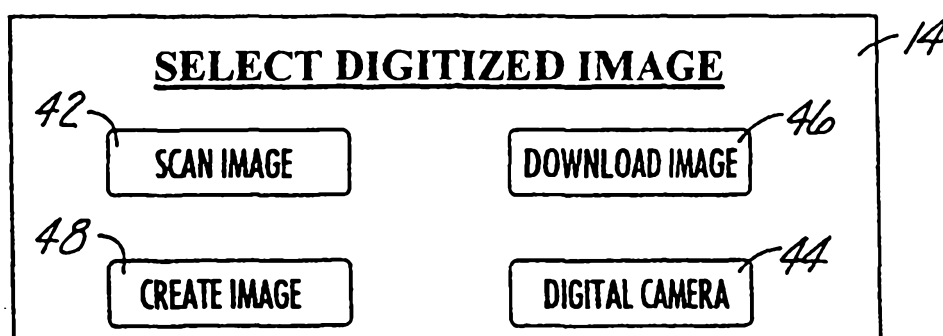 14
SELECT DIGITIZED IMAGE
42
46
SCAN IMAGE
DOWNLOAD IMAGE
48
44
CREATE IMAGE
DIGITAL CAMERA